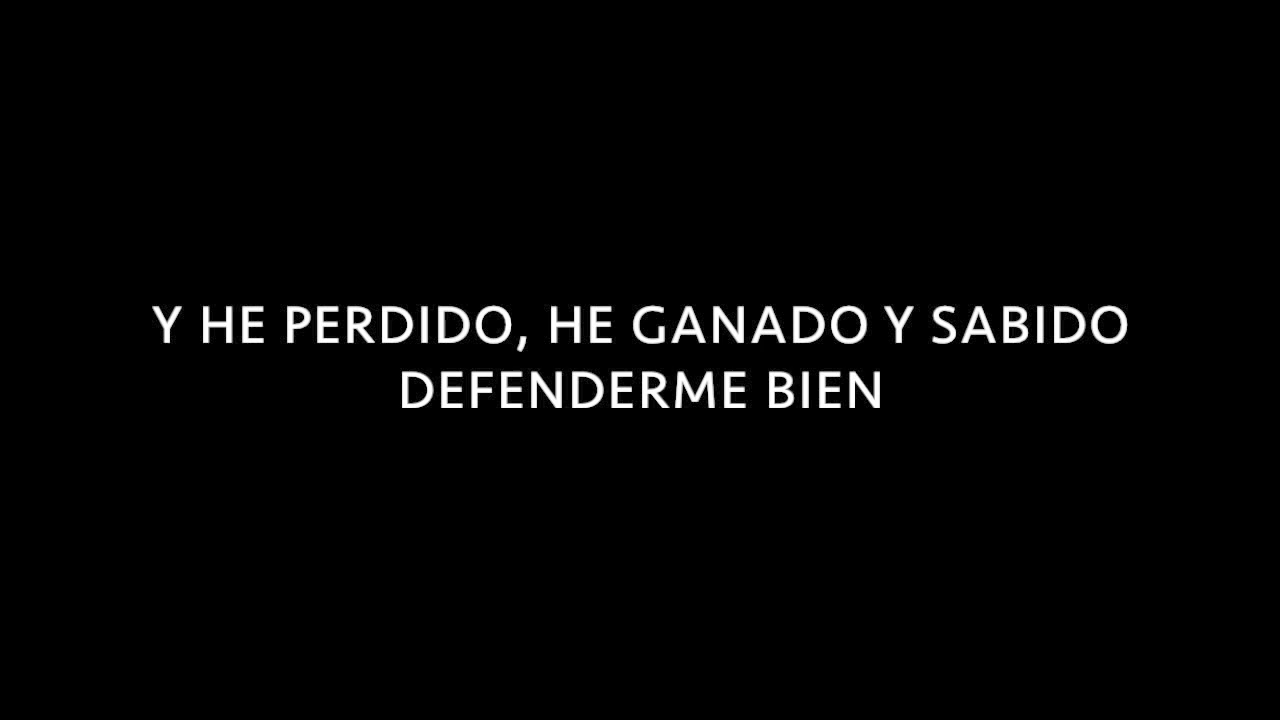 Y HE PERDIDO, HE GANADO Y SABIDO
DEFENDERME BIEN